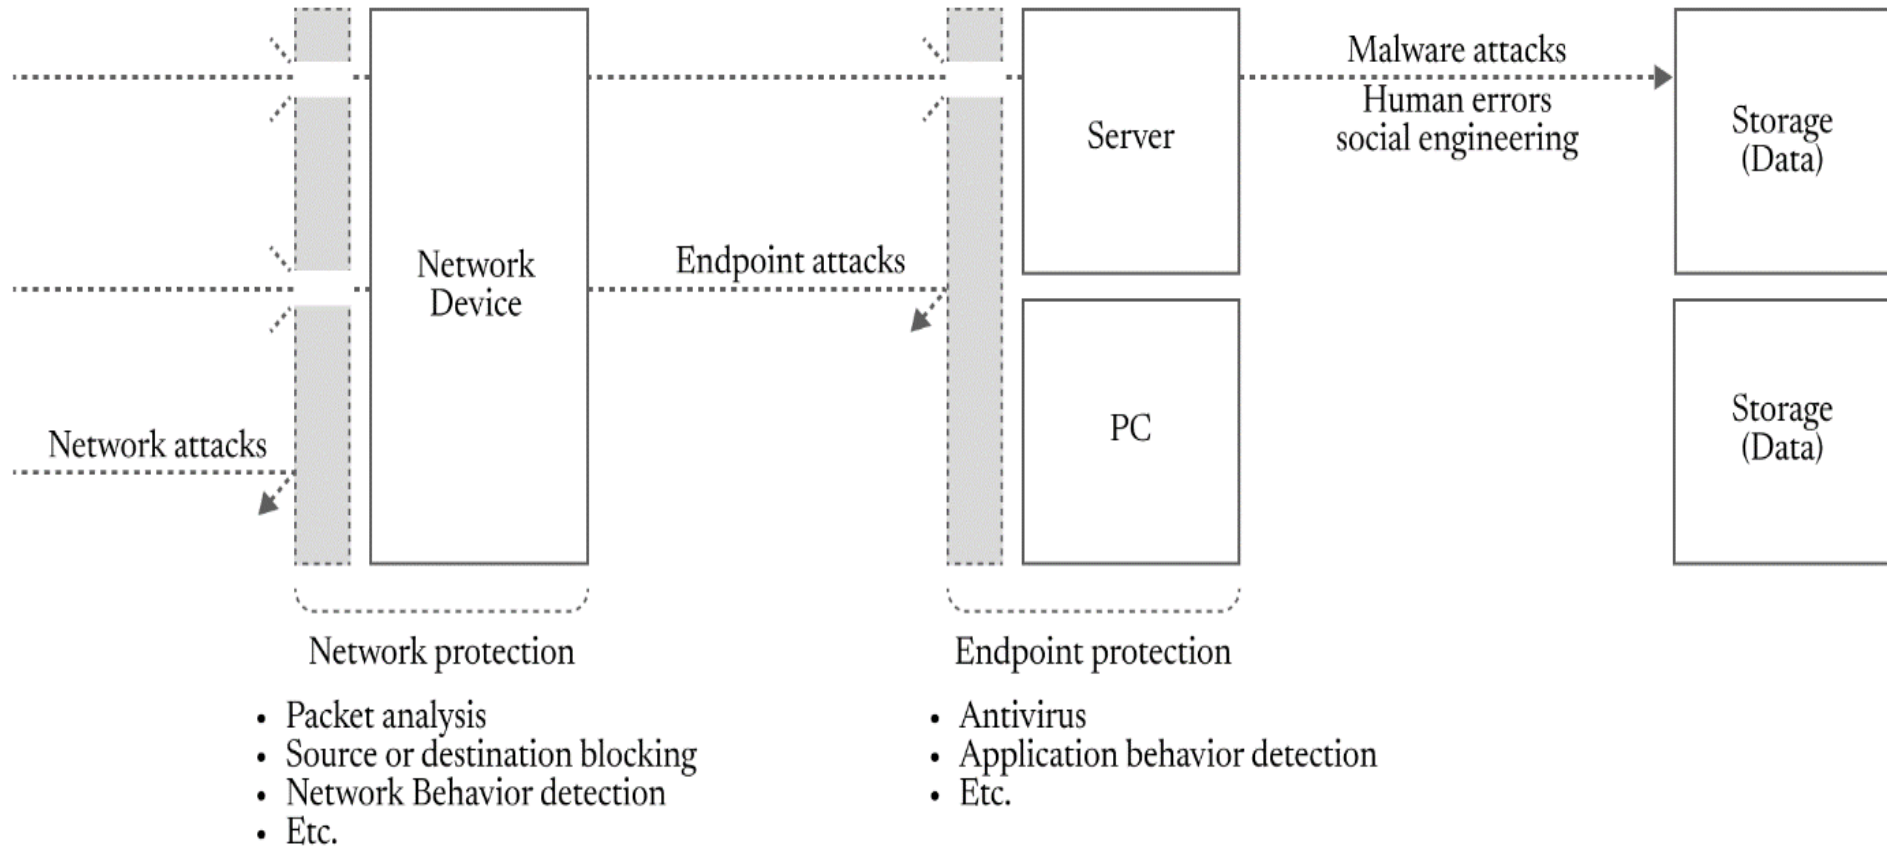 Malware attacks
Human errors
social engineering
Server
Storage
(Data)
Network
Device
Endpoint attacks
PC
Storage
(Data)
Network attacks
Network protection
• Packet analysis
• Source or destination blocking
• Network Behavior detection
• Etc.
Endpoint protection
• Antivirus
• Application behavior detection
• Etc.